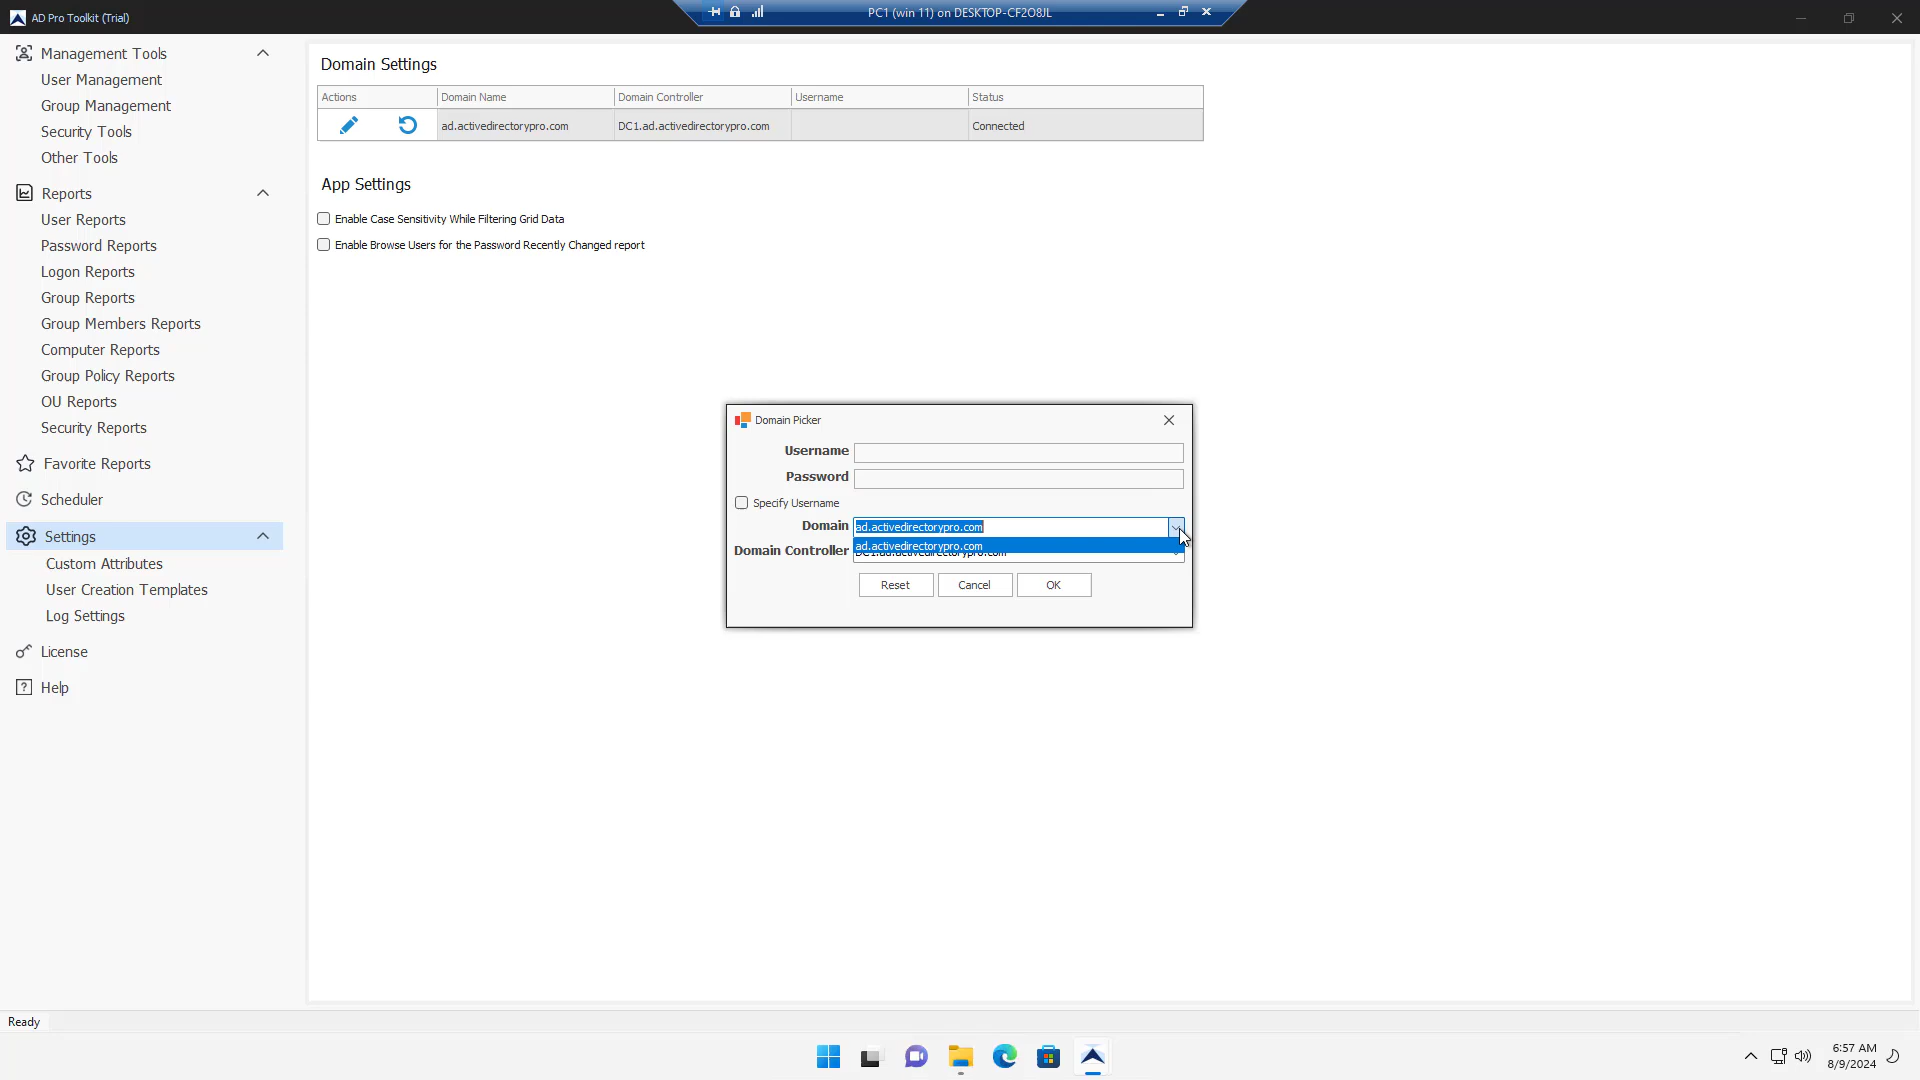 AD Pro Toolkit (Trial)
PC1 (win 11) on DESKTOP-CF2O8JL
Management Tools
User Management
Group Management
Security Tools
Other Tools
Reports
User Reports
Password Reports
Logon Reports
Group Reports
Group Members Reports
Computer Reports
Group Policy Reports
OU Reports
Security Reports
Favorite Reports
Scheduler
Settings
Custom Attributes
User Creation Templates
Log Settings
License
Help
Domain Settings
Actions Domain Name Domain Controller Username Status
ad.activedirectorypro.com DC1.ad.activedirectorypro.com Connected
App Settings
Enable Case Sensitivity While Filtering Grid Data
Enable Browse Users for the Password Recently Changed report
Domain Picker
Username
Password
Specify Username
Domain ad.activedirectorypro.com
ad.activedirectorypro.com
Domain Controller DC1.ad.activedirectorypro.com
Reset Cancel OK
Ready
6:57 AM
8/9/2024